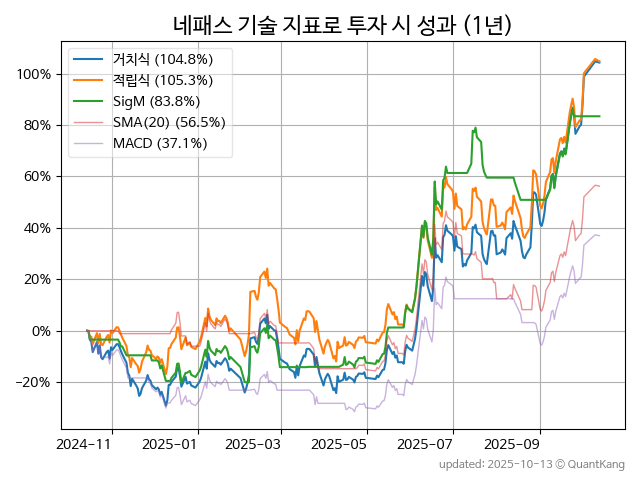 네패스 기술 지표로 투자 시 성과 (1년)
거치식 (104.8%)
적립식 (105.3%)
SigM (83.8%)
SMA(20) (56.5%)
MACD (37.1%)
100%
80%
60%
40%
20%
0%
−20%
2024-11
2025-01
2025-03
2025-05
2025-07
2025-09
updated: 2025-10-13 © QuantKang